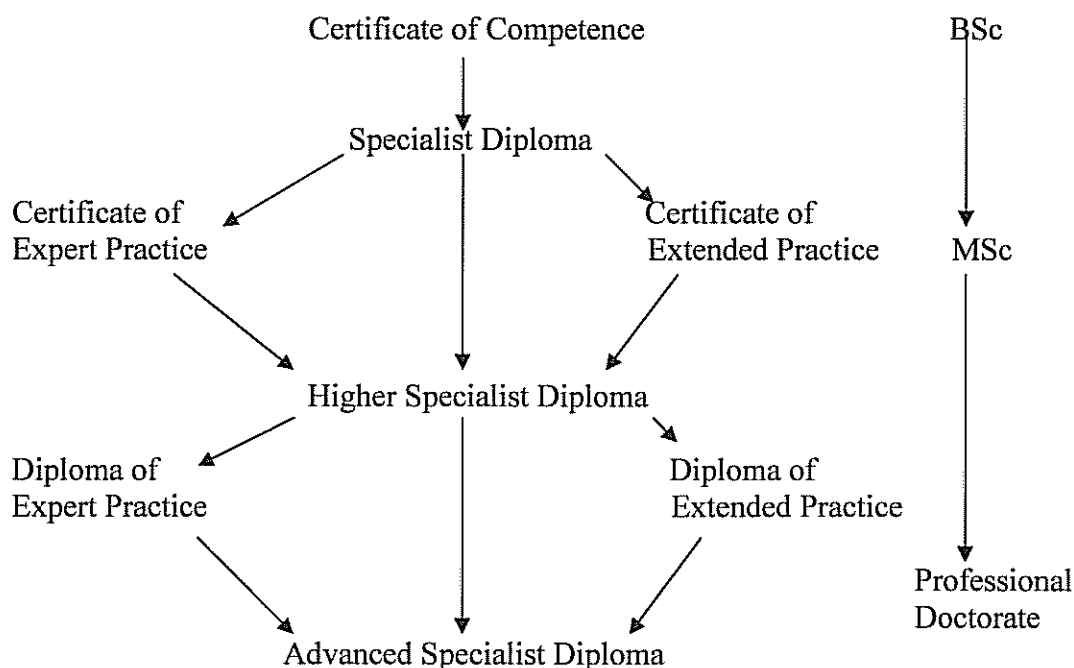 Certificate of Competence
BSc
Specialist Diploma
Certificate of
Expert Practice
Certificate of
Extended Practice
MSc
Higher Specialist Diploma
Diploma of
Expert Practice
Diploma of
Extended Practice
Professional
Doctorate
Advanced Specialist Diploma